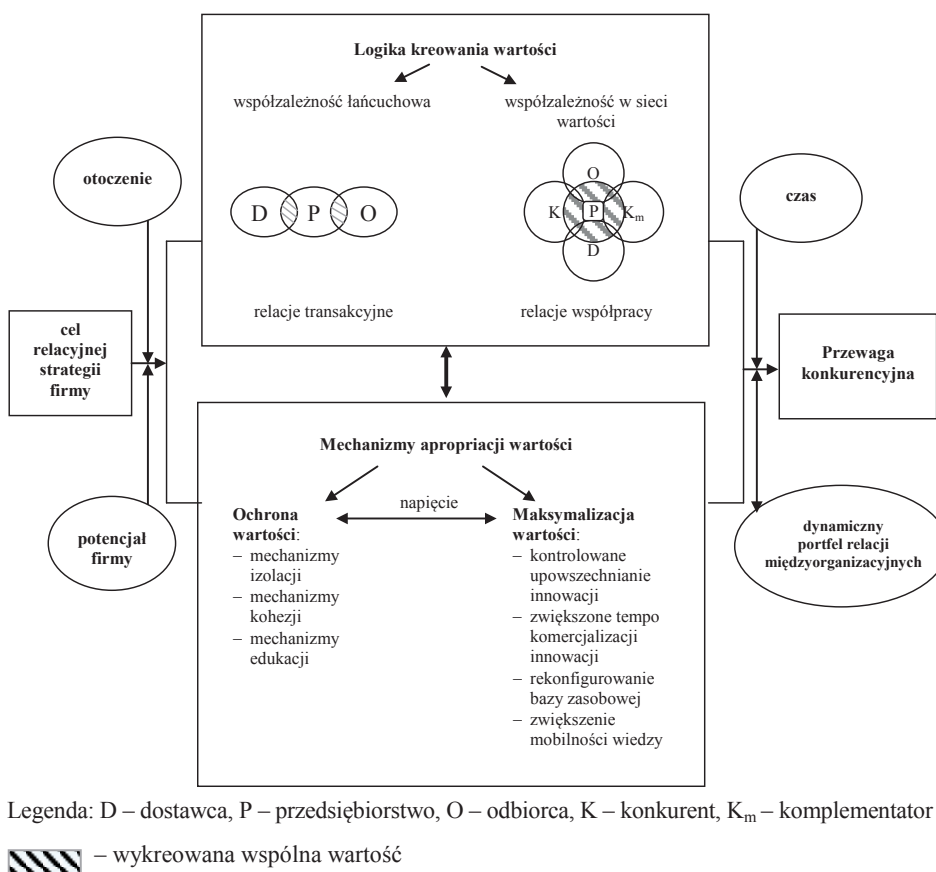 Logika kreowania wartości
współzależność łańcuchowa
współzależność w sieci
wartości
otoczenie
D P O
O
K P Km
D
czas
relacje transakcyjne
relacje współpracy
cel
relacyjnej
strategii
firmy
Przewaga
konkurencyjna
Mechanizmy apropriacji wartości
napięcie
potencjał
firmy
Ochrona
wartości:
– mechanizmy
izolacji
– mechanizmy
kohezji
– mechanizmy
edukacji
Maksymalizacja
wartości:
– kontrolowane
upowszechnianie
innowacji
– zwiększone tempo
komercjalizacji
innowacji
– rekonfigurowanie
bazy zasobowej
– zwiększenie
mobilności wiedzy
dynamiczny
portfel relacji
międzyorganizacyjnych
Legenda: D – dostawca, P – przedsiębiorstwo, O – odbiorca, K – konkurent, Km – komplementator
– wykreowana wspólna wartość